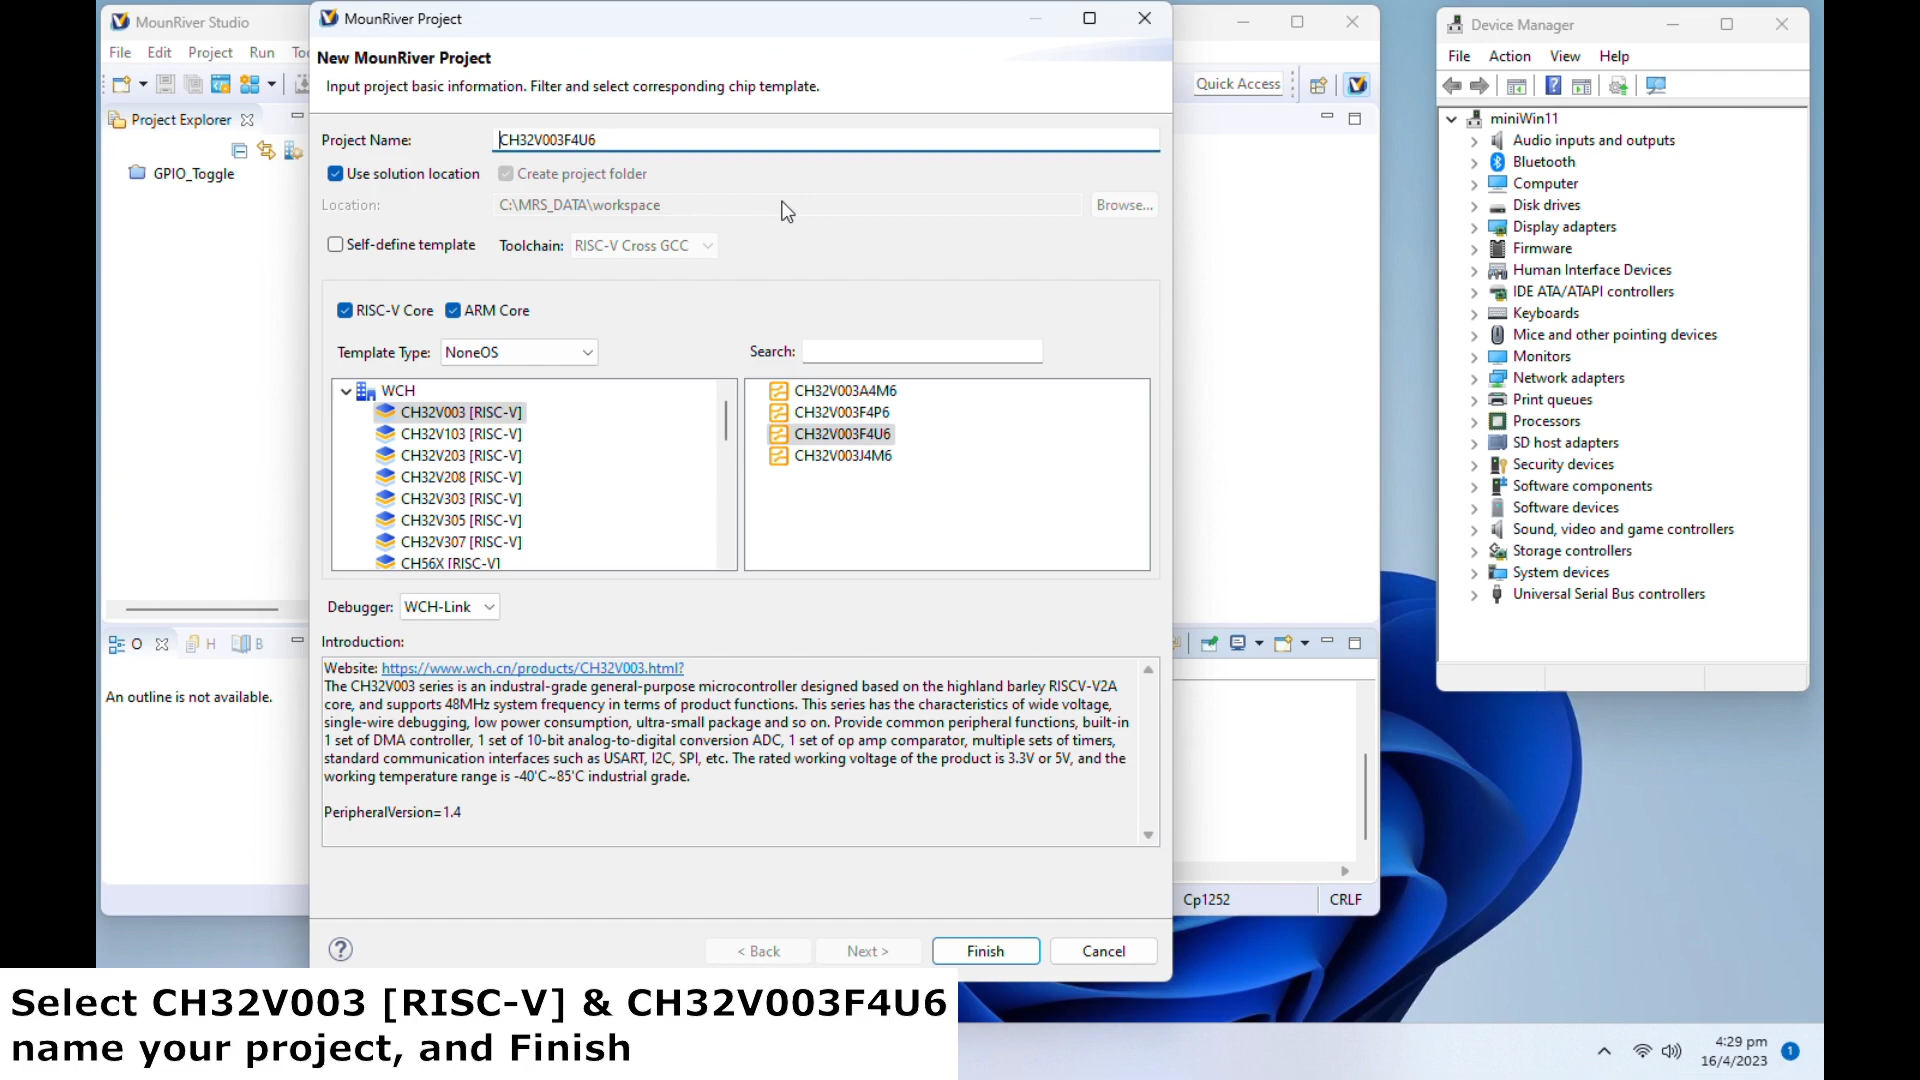 MounRiver Studio
File Edit Project Run To
Project Explorer
GPIO_Toggle
O H B
An outline is not available.
MounRiver Project
New MounRiver Project
Input project basic information. Filter and select corresponding chip template.
Project Name: CH32V003F4U6
Use solution location Create project folder
Location: C:\MRS_DATA\workspace Browse...
Self-define template Toolchain: RISC-V Cross GCC
RISC-V Core ARM Core
Template Type: NoneOS Search:
WCH
CH32V003 [RISC-V]
CH32V103 [RISC-V]
CH32V203 [RISC-V]
CH32V208 [RISC-V]
CH32V303 [RISC-V]
CH32V305 [RISC-V]
CH32V307 [RISC-V]
CH56X [RISC-V]
CH32V003A4M6
CH32V003F4P6
CH32V003F4U6
CH32V003J4M6
Debugger: WCH-Link
Introduction:
Website: https://www.wch.cn/products/CH32V003.html?
The CH32V003 series is an industral-grade general-purpose microcontroller designed based on the highland barley RISCV-V2A
core, and supports 48MHz system frequency in terms of product functions. This series has the characteristics of wide voltage,
single-wire debugging, low power consumption, ultra-small package and so on. Provide common peripheral functions, built-in
1 set of DMA controller, 1 set of 10-bit analog-to-digital conversion ADC, 1 set of op amp comparator, multiple sets of timers,
standard communication interfaces such as USART, I2C, SPI, etc. The rated working voltage of the product is 3.3V or 5V, and the
working temperature range is -40'C~85'C industrial grade.
PeripheralVersion=1.4
< Back Next > Finish Cancel
Quick Access
Cp1252 CRLF
Device Manager
File Action View Help
miniWin11
Audio inputs and outputs
Bluetooth
Computer
Disk drives
Display adapters
Firmware
Human Interface Devices
IDE ATA/ATAPI controllers
Keyboards
Mice and other pointing devices
Monitors
Network adapters
Print queues
Processors
SD host adapters
Security devices
Software components
Software devices
Sound, video and game controllers
Storage controllers
System devices
Universal Serial Bus controllers
Select CH32V003 [RISC-V] & CH32V003F4U6
name your project, and Finish
4:29 pm
16/4/2023
1